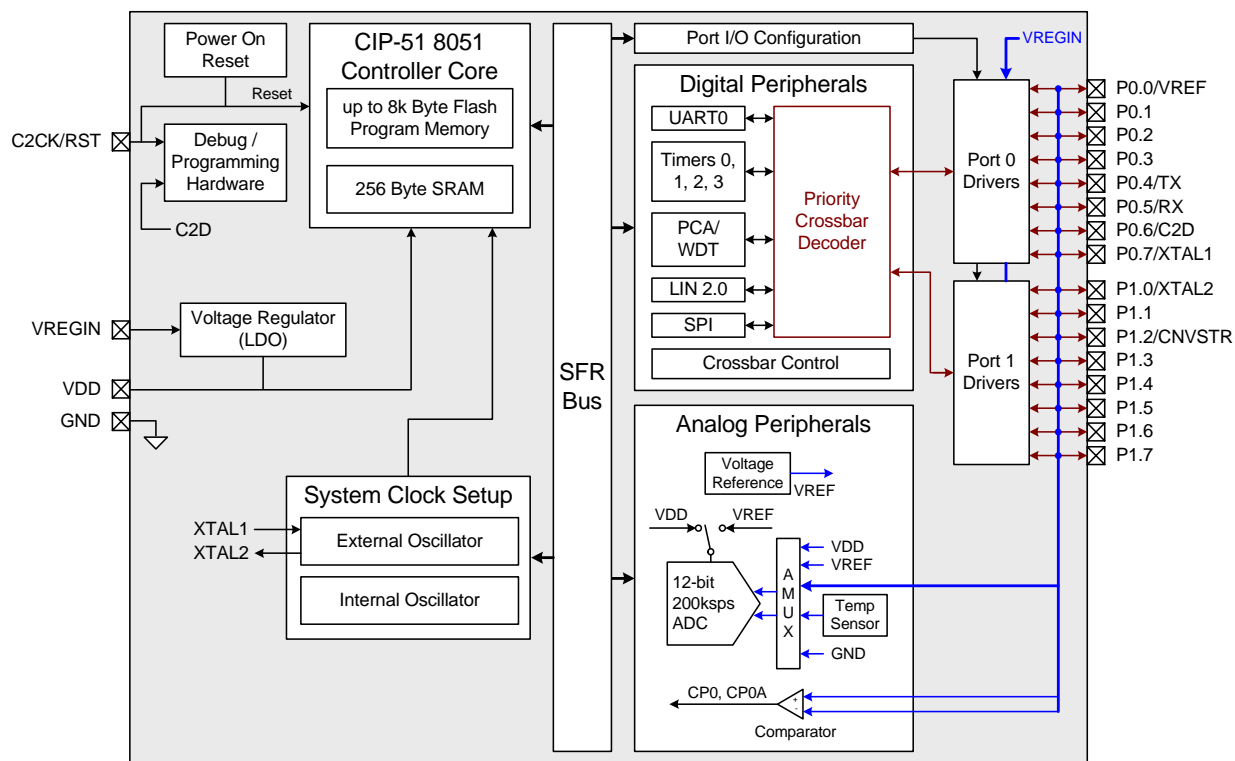 Power On
Reset
Reset
C2CK/RST
Debug /
Programming
Hardware
C2D
VREGIN
Voltage Regulator
(LDO)
VDD
GND
CIP-51 8051
Controller Core
up to 8k Byte Flash
Program Memory
256 Byte SRAM
System Clock Setup
XTAL1
XTAL2
External Oscillator
Internal Oscillator
SFR
Bus
Port I/O Configuration
Digital Peripherals
UART0
Timers 0,
1, 2, 3
PCA/
WDT
LIN 2.0
SPI
Priority
Crossbar
Decoder
Crossbar Control
Analog Peripherals
Voltage
Reference
VREF
VDD
VREF
12-bit
200ksps
ADC
A
M
U
X
VDD
VREF
Temp
Sensor
GND
CP0, CP0A
+
-
Comparator
VREGIN
Port 0
Drivers
Port 1
Drivers
P0.0/VREF
P0.1
P0.2
P0.3
P0.4/TX
P0.5/RX
P0.6/C2D
P0.7/XTAL1
P1.0/XTAL2
P1.1
P1.2/CNVSTR
P1.3
P1.4
P1.5
P1.6
P1.7